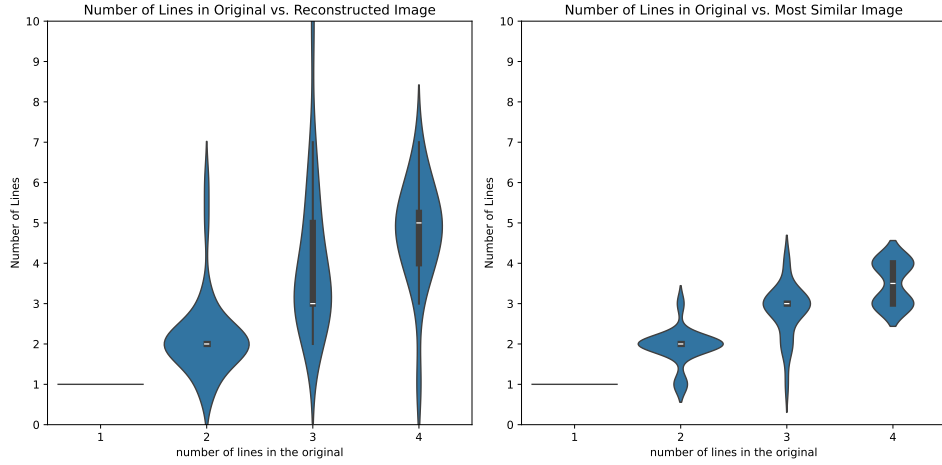 Number of Lines in Original vs. Reconstructed Image
10
9
8
7
6
5
4
3
2
1
0
Number of Lines
1 2 3 4
number of lines in the original
Number of Lines in Original vs. Most Similar Image
10
9
8
7
6
5
4
3
2
1
0
Number of Lines
1 2 3 4
number of lines in the original